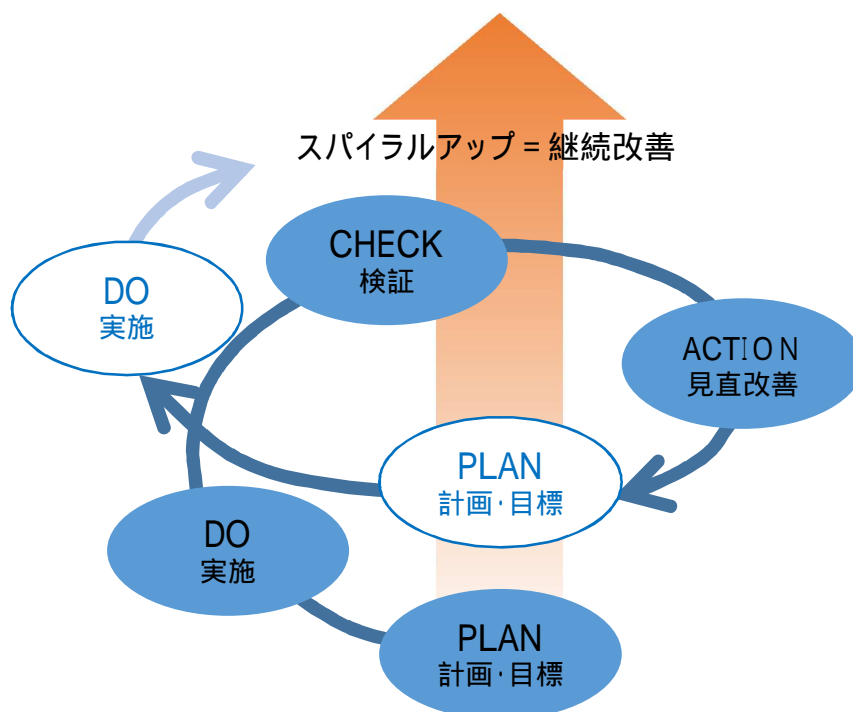 スパイラルアップ = 継続改善
CHECK
検証
DO
実施
ACTION
見直改善
PLAN
計画･目標
DO
実施
PLAN
計画･目標